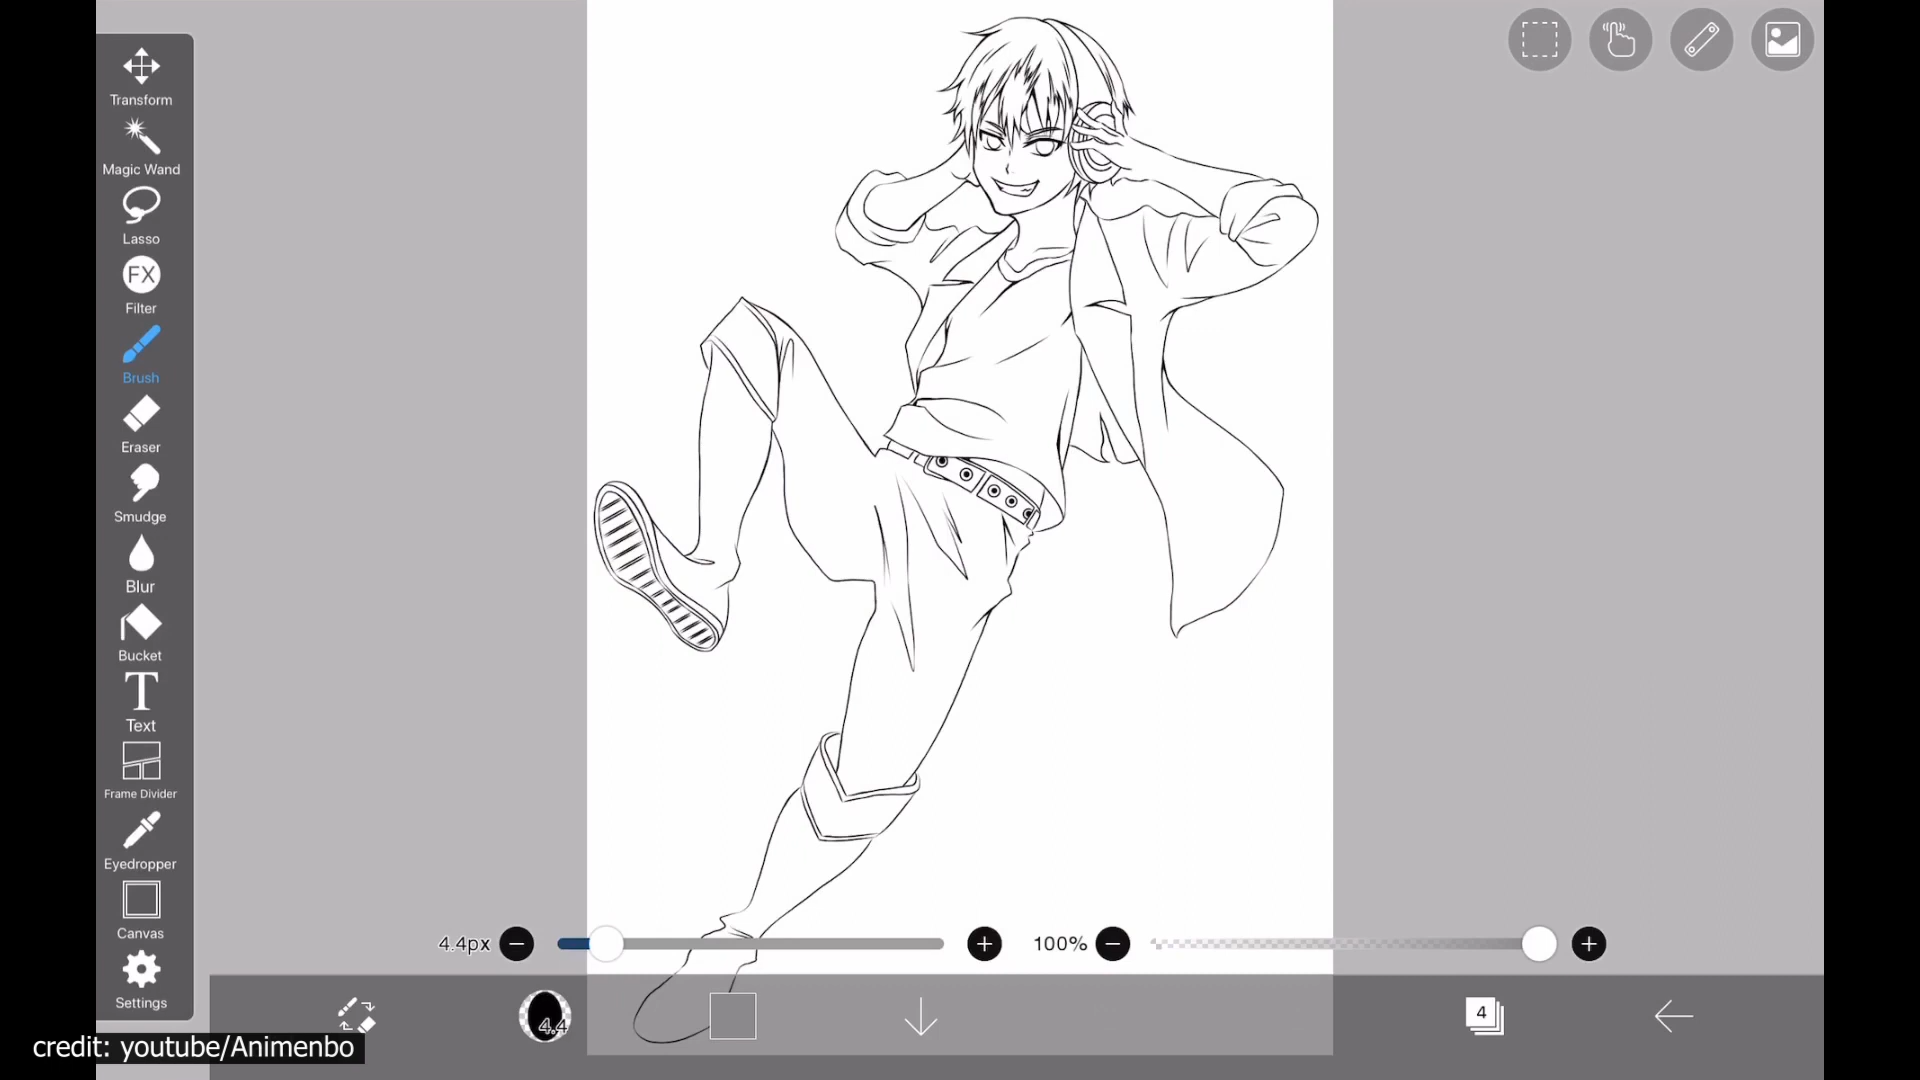 Transform
Magic Wand
Lasso
FX
Filter
Brush
Eraser
Smudge
Blur
Bucket
T
Text
Frame Divider
Eyedropper
Canvas
Settings
4.4px
100%
4.4
4
credit: youtube/Animenbo